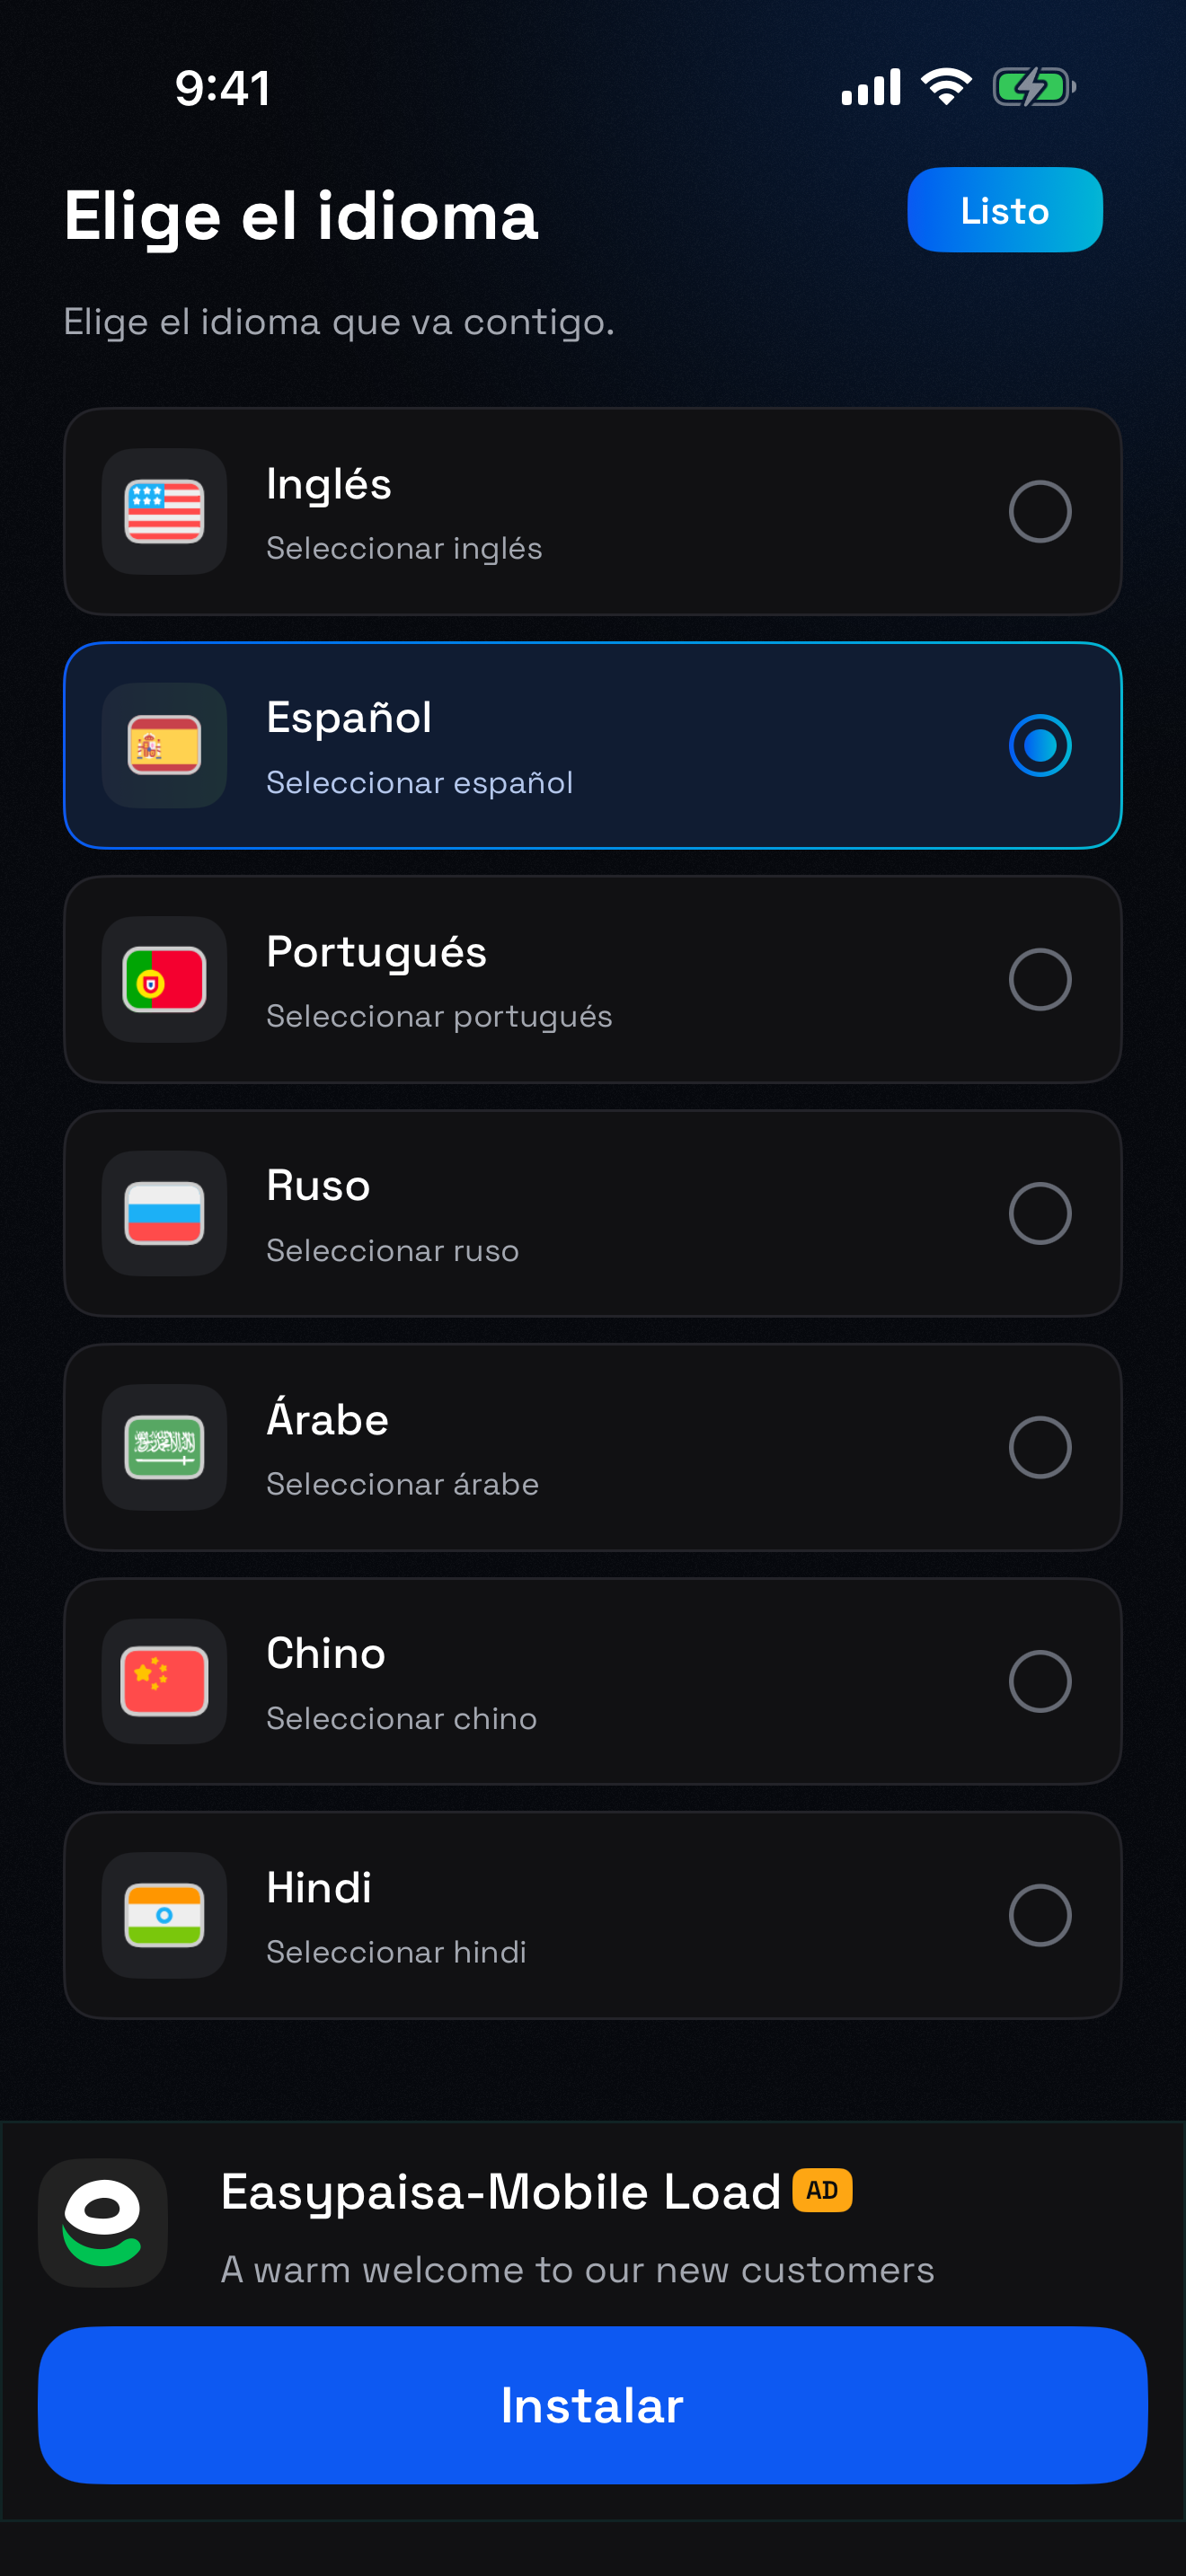 9:41
Elige el idioma
Listo
Elige el idioma que va contigo.
Inglés
Seleccionar inglés
Español
Seleccionar español
Portugués
Seleccionar portugués
Ruso
Seleccionar ruso
Árabe
Seleccionar árabe
Chino
Seleccionar chino
Hindi
Seleccionar hindi
Easypaisa-Mobile Load AD
A warm welcome to our new customers
Instalar